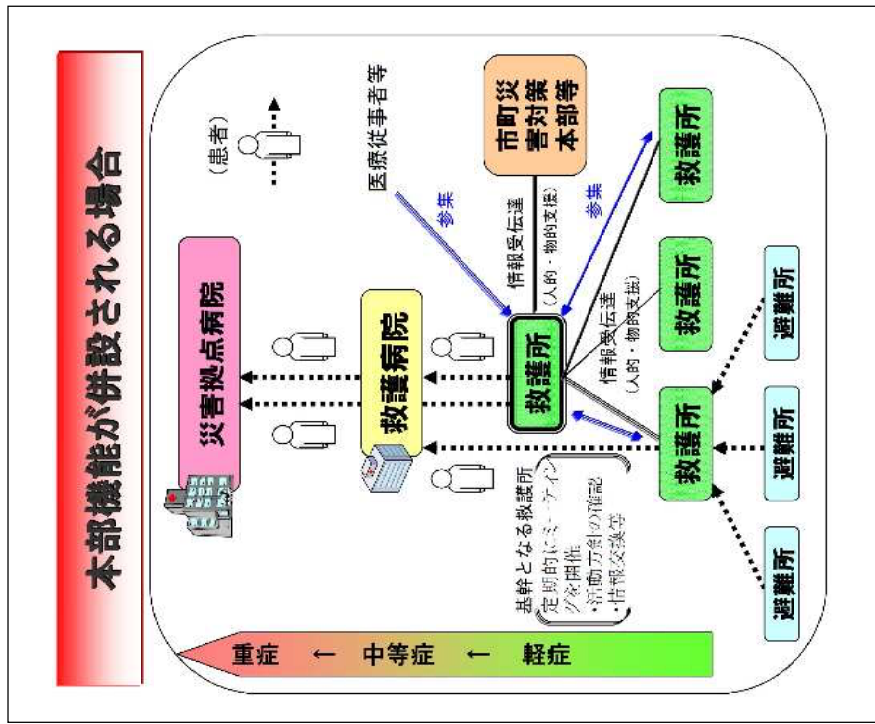 本部機能が併設される場合
(患者)
災害拠点病院
医療従事者等
参集
救護病院
市町災
害対策
本部等
情報受伝達
(人的・物的支援)
救護所
参集
基幹となる救護所
定期的にミーティン
グを開催
・活動方針の確認
・情報交換等
情報受伝達
(人的・物的支援)
救護所
救護所
救護所
避難所
避難所
避難所
重症 ← 中等症 ← 軽症